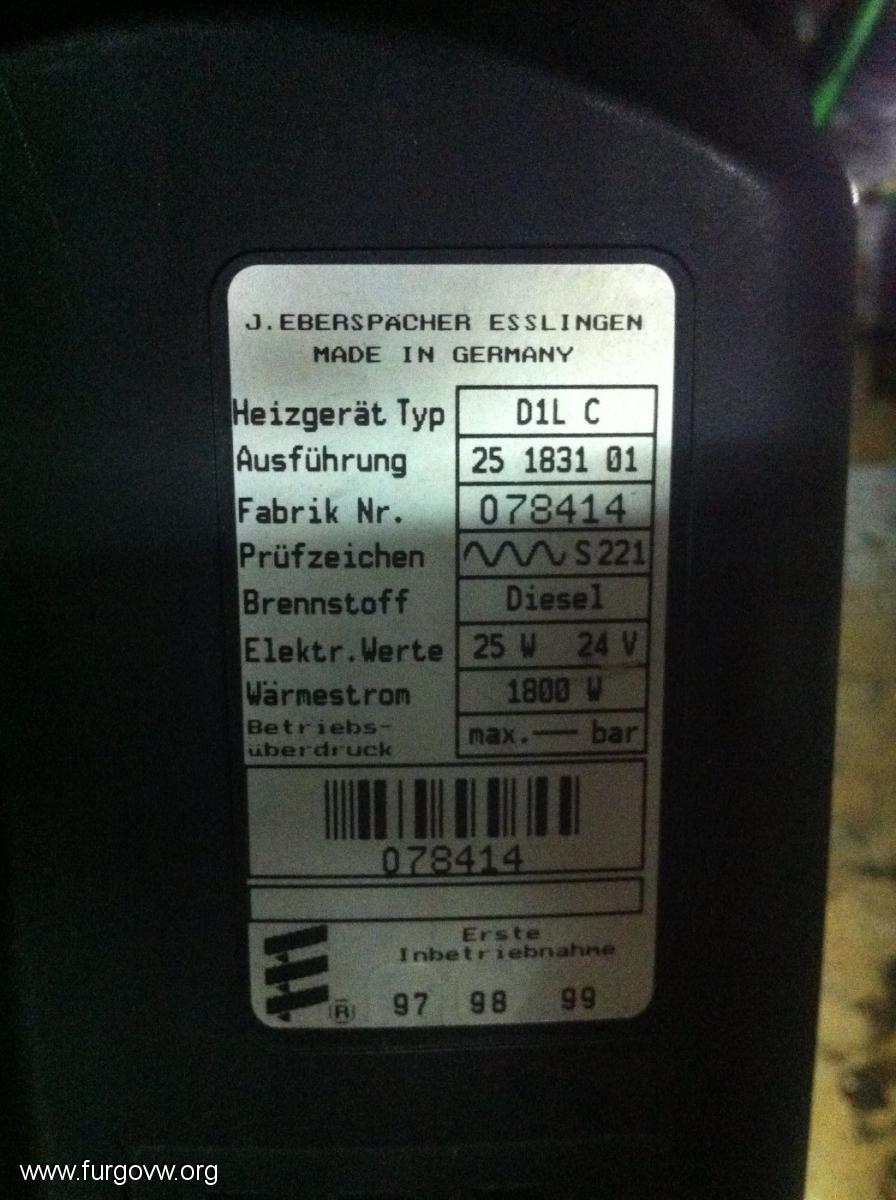 J.EBERSPÄCHER ESSLINGEN
MADE IN GERMANY
Heizgerät Typ D1L C
Ausführung 25 1831 01
Fabrik Nr. 078414
Prüfzeichen S 221
Brennstoff Diesel
Elektr.Werte 25 W 24 V
Wärmestrom 1800 W
Betriebs-
überdruck max.— bar
078414
Erste
Inbetriebnahme
® 97 98 99
www.furgovw.org